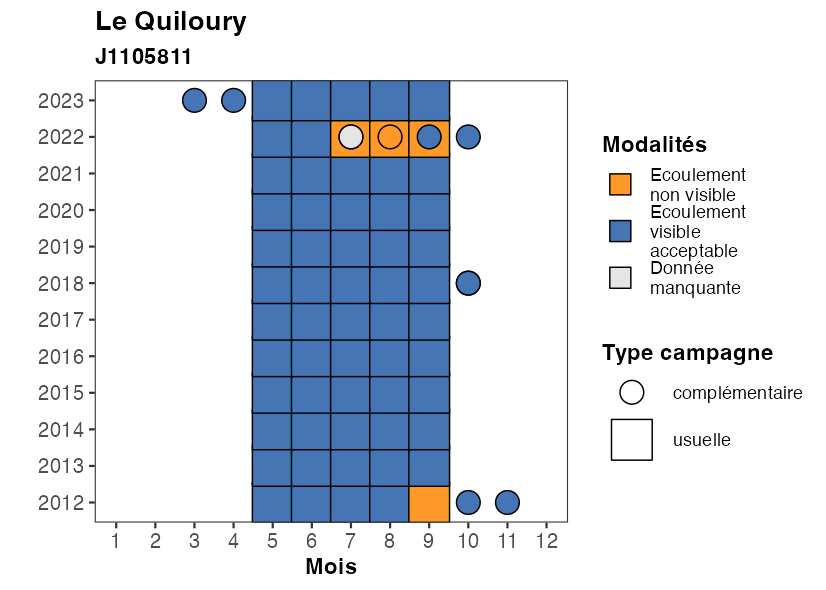 Le Quiloury
J1105811
2023
2022
2021
2020
2019
2018
2017
2016
2015
2014
2013
2012
1 2 3 4 5 6 7 8 9 10 11 12
Mois
Modalités
Ecoulement
non visible
Ecoulement
visible
acceptable
Donnée
manquante
Type campagne
complémentaire
usuelle